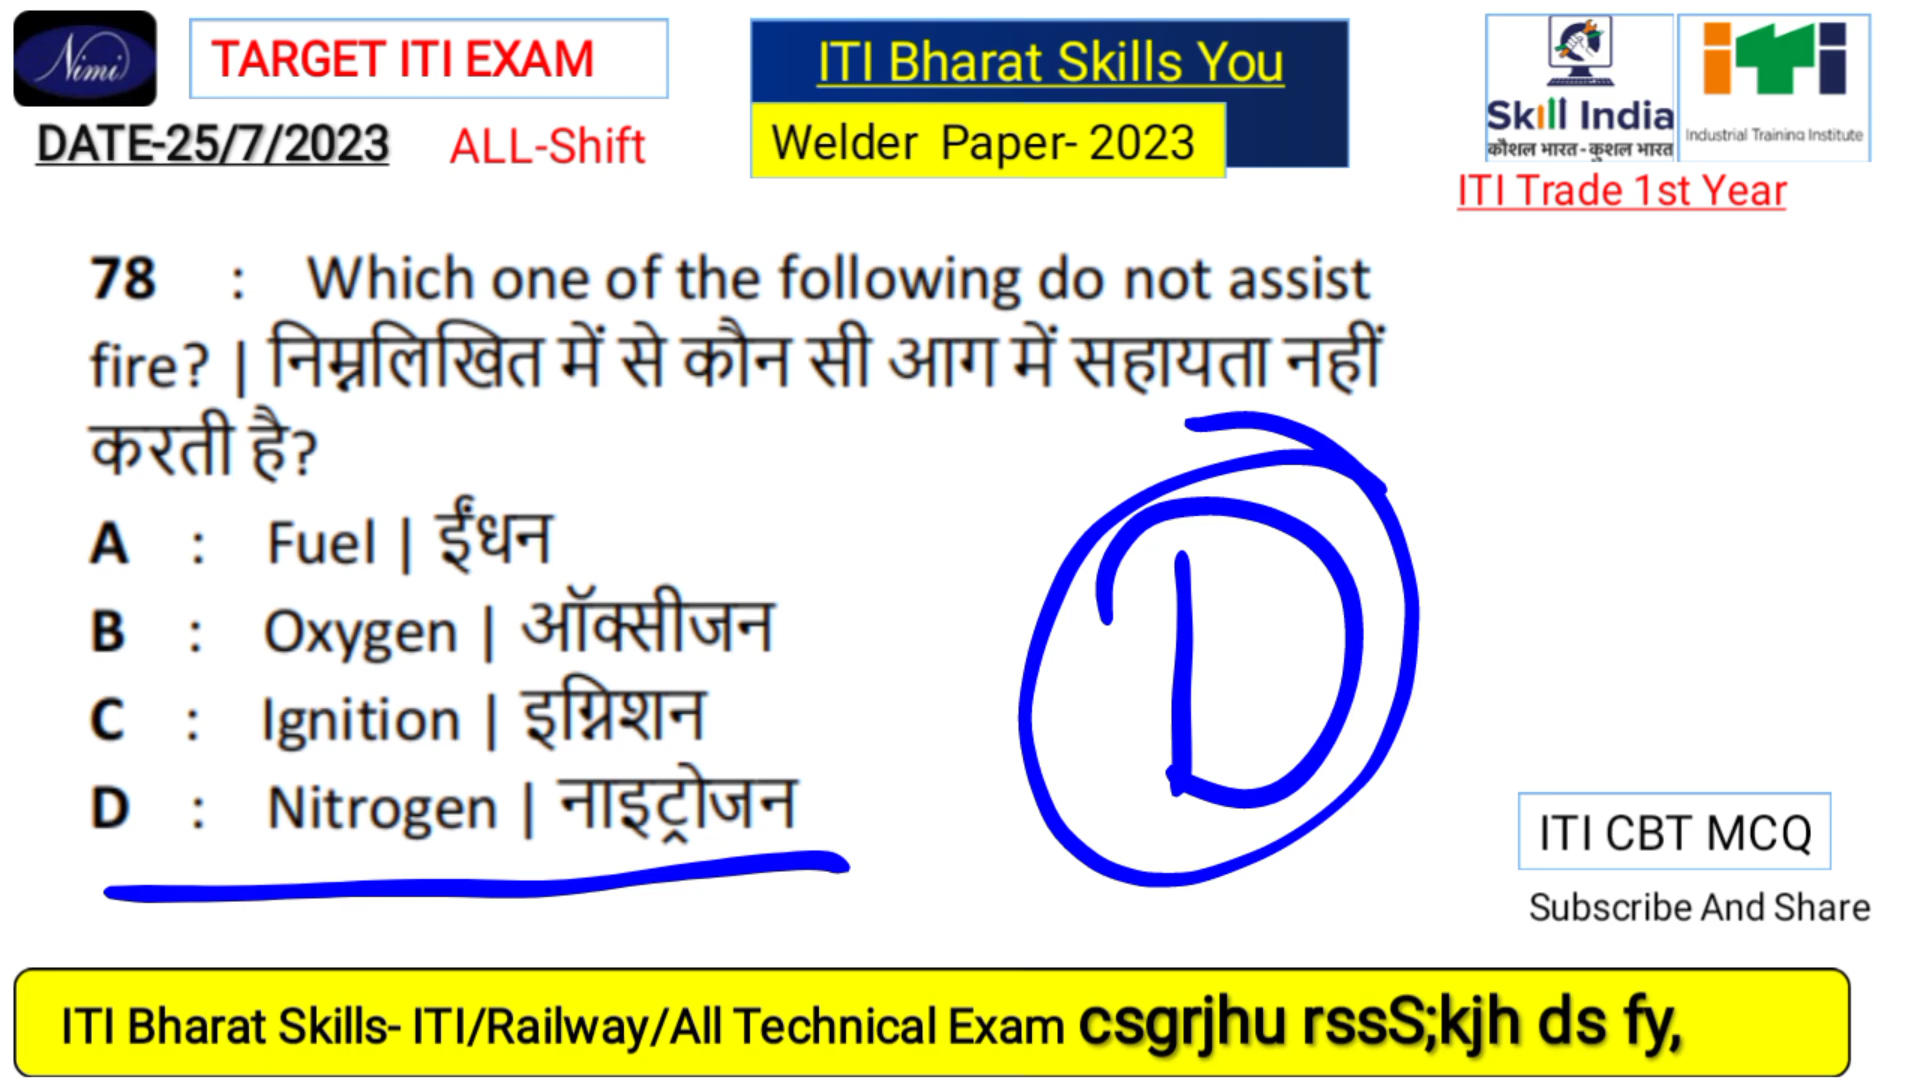 Nimi
TARGET ITI EXAM
ITI Bharat Skills You
Skill India
कौशल भारत - कुशल भारत
iTi
Industrial Training Institute
DATE-25/7/2023
ALL-Shift
Welder Paper- 2023
ITI Trade 1st Year
78 : Which one of the following do not assist
fire? | निम्नलिखित में से कौन सी आग में सहायता नहीं
करती है?
A : Fuel | ईंधन
B : Oxygen | ऑक्सीजन
C : Ignition | इग्निशन
D : Nitrogen | नाइट्रोजन
D
ITI CBT MCQ
Subscribe And Share
ITI Bharat Skills- ITI/Railway/All Technical Exam csgrjhu rssS;kjh ds fy,